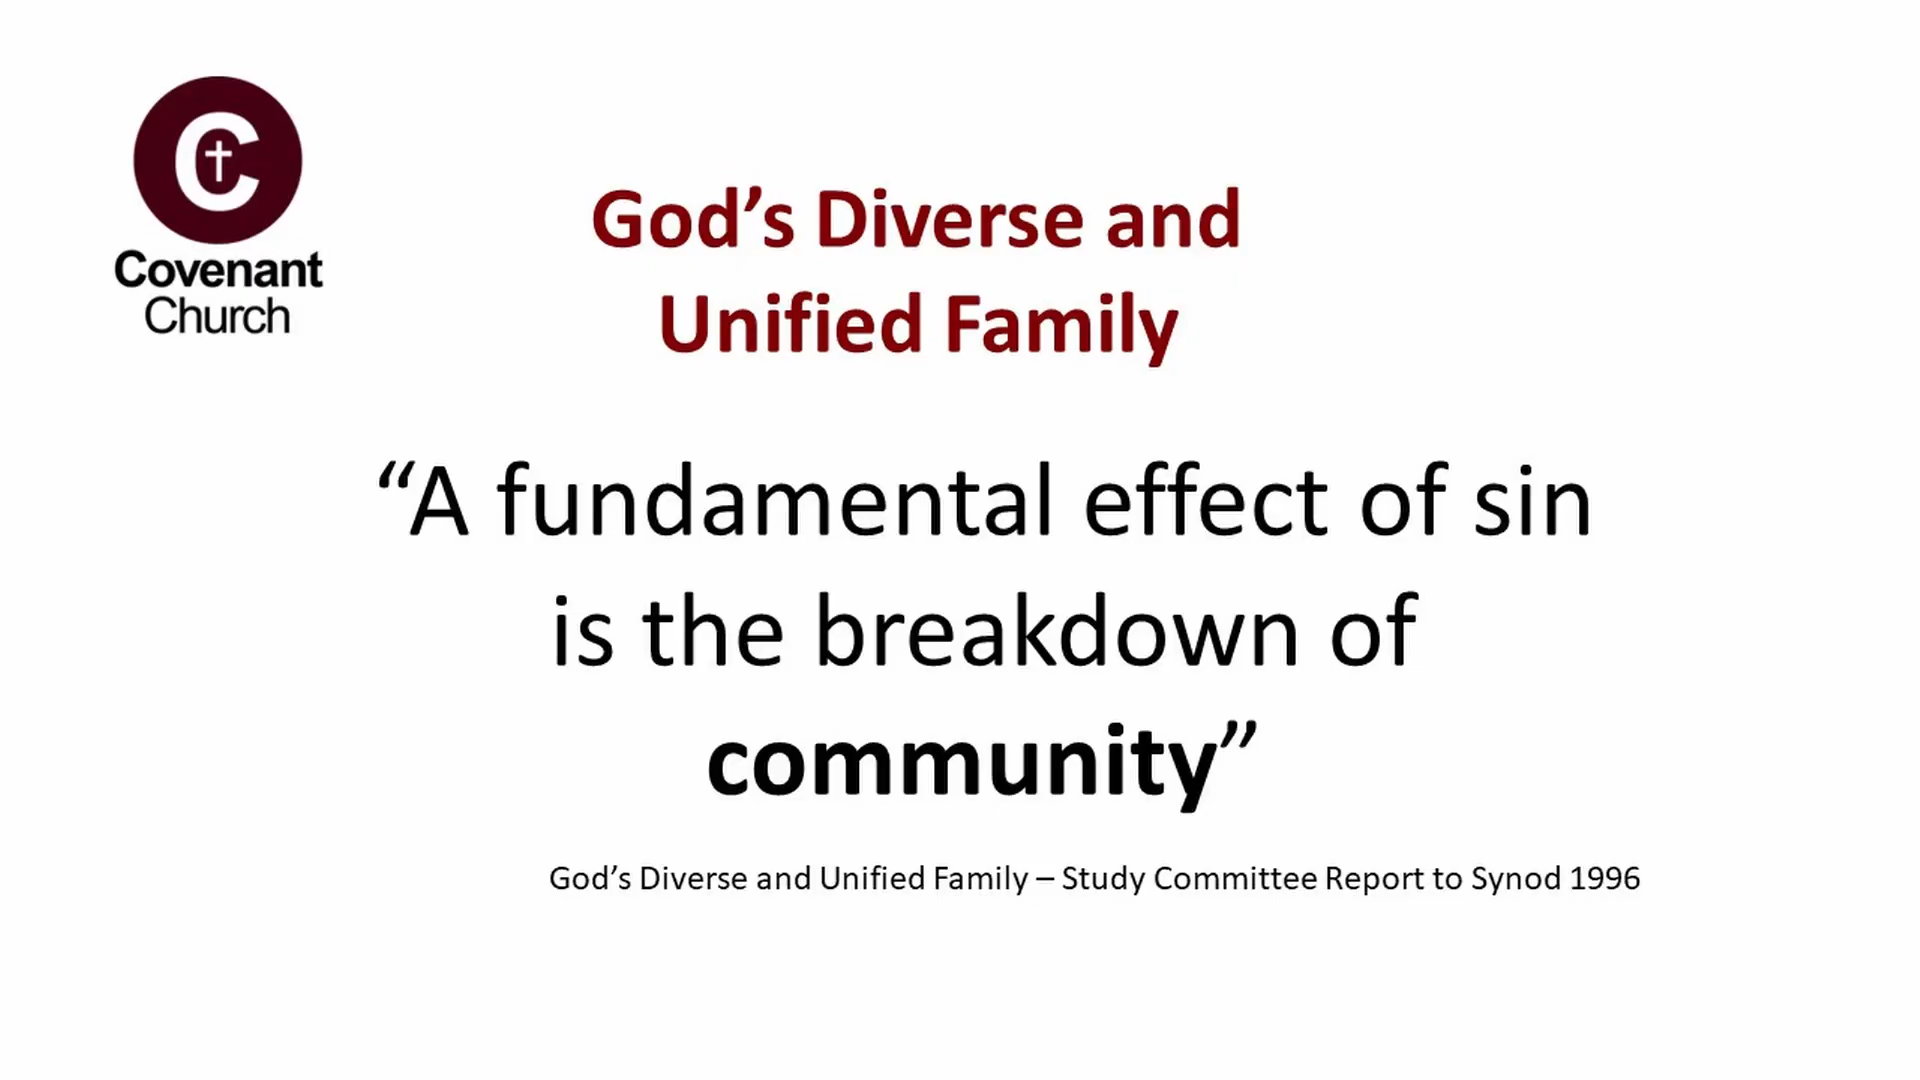 C
Covenant
Church
God’s Diverse and
Unified Family
“A fundamental effect of sin
is the breakdown of
community”
God’s Diverse and Unified Family – Study Committee Report to Synod 1996